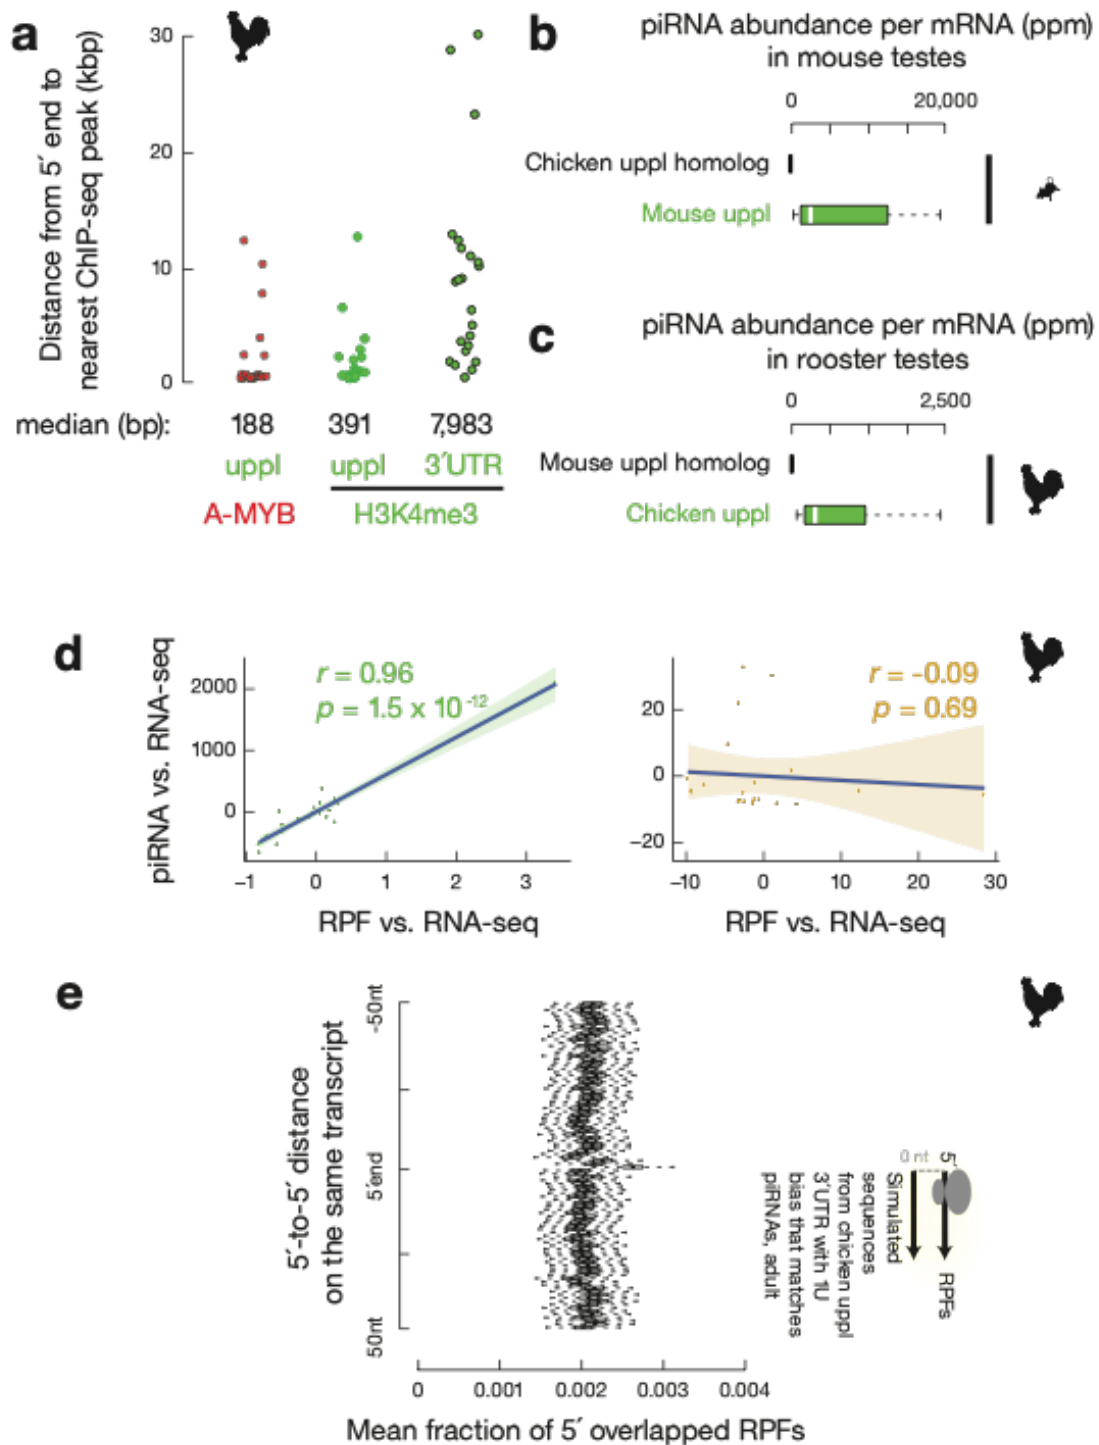 a
Distance from 5′ end to
nearest ChIP-seq peak (kbp)
30
20
10
0
median (bp):
188
391
7,983
uppl
uppl
3′UTR
A-MYB
H3K4me3
b
piRNA abundance per mRNA (ppm)
in mouse testes
0
20,000
Chicken uppl homolog
Mouse uppl
c
piRNA abundance per mRNA (ppm)
in rooster testes
0
2,500
Mouse uppl homolog
Chicken uppl
d
piRNA vs. RNA-seq
2000
1000
0
r = 0.96
p = 1.5 x 10⁻¹²
−1
0
1
2
3
RPF vs. RNA-seq
20
0
−20
r = -0.09
p = 0.69
−10
0
10
20
30
RPF vs. RNA-seq
e
5′-to-5′ distance
on the same transcript
-50nt
5′end
50nt
0
0.001
0.002
0.003
0.004
Mean fraction of 5′ overlapped RPFs
0 nt
5′
RPFs
Simulated
sequences
from chicken uppl
3′UTR with 1U
bias that matches
piRNAs, adult